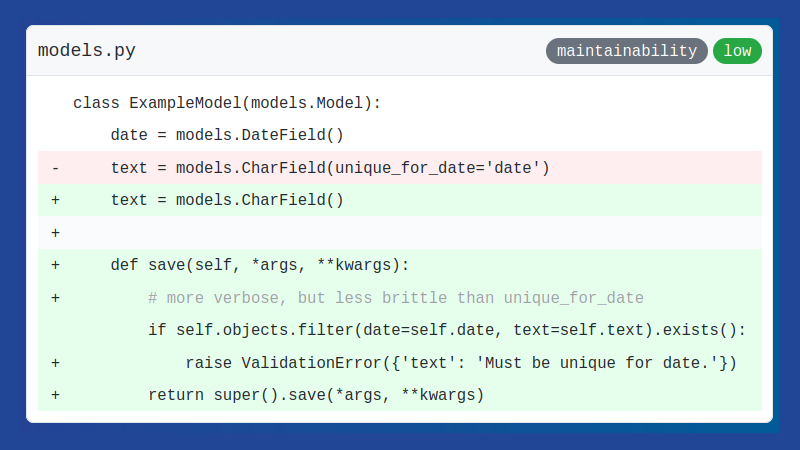 models.py maintainability low
class ExampleModel(models.Model):
date = models.DateField()
- text = models.CharField(unique_for_date='date')
+ text = models.CharField()
+
+ def save(self, *args, **kwargs):
+ # more verbose, but less brittle than unique_for_date
if self.objects.filter(date=self.date, text=self.text).exists():
+ raise ValidationError({'text': 'Must be unique for date.'})
+ return super().save(*args, **kwargs)